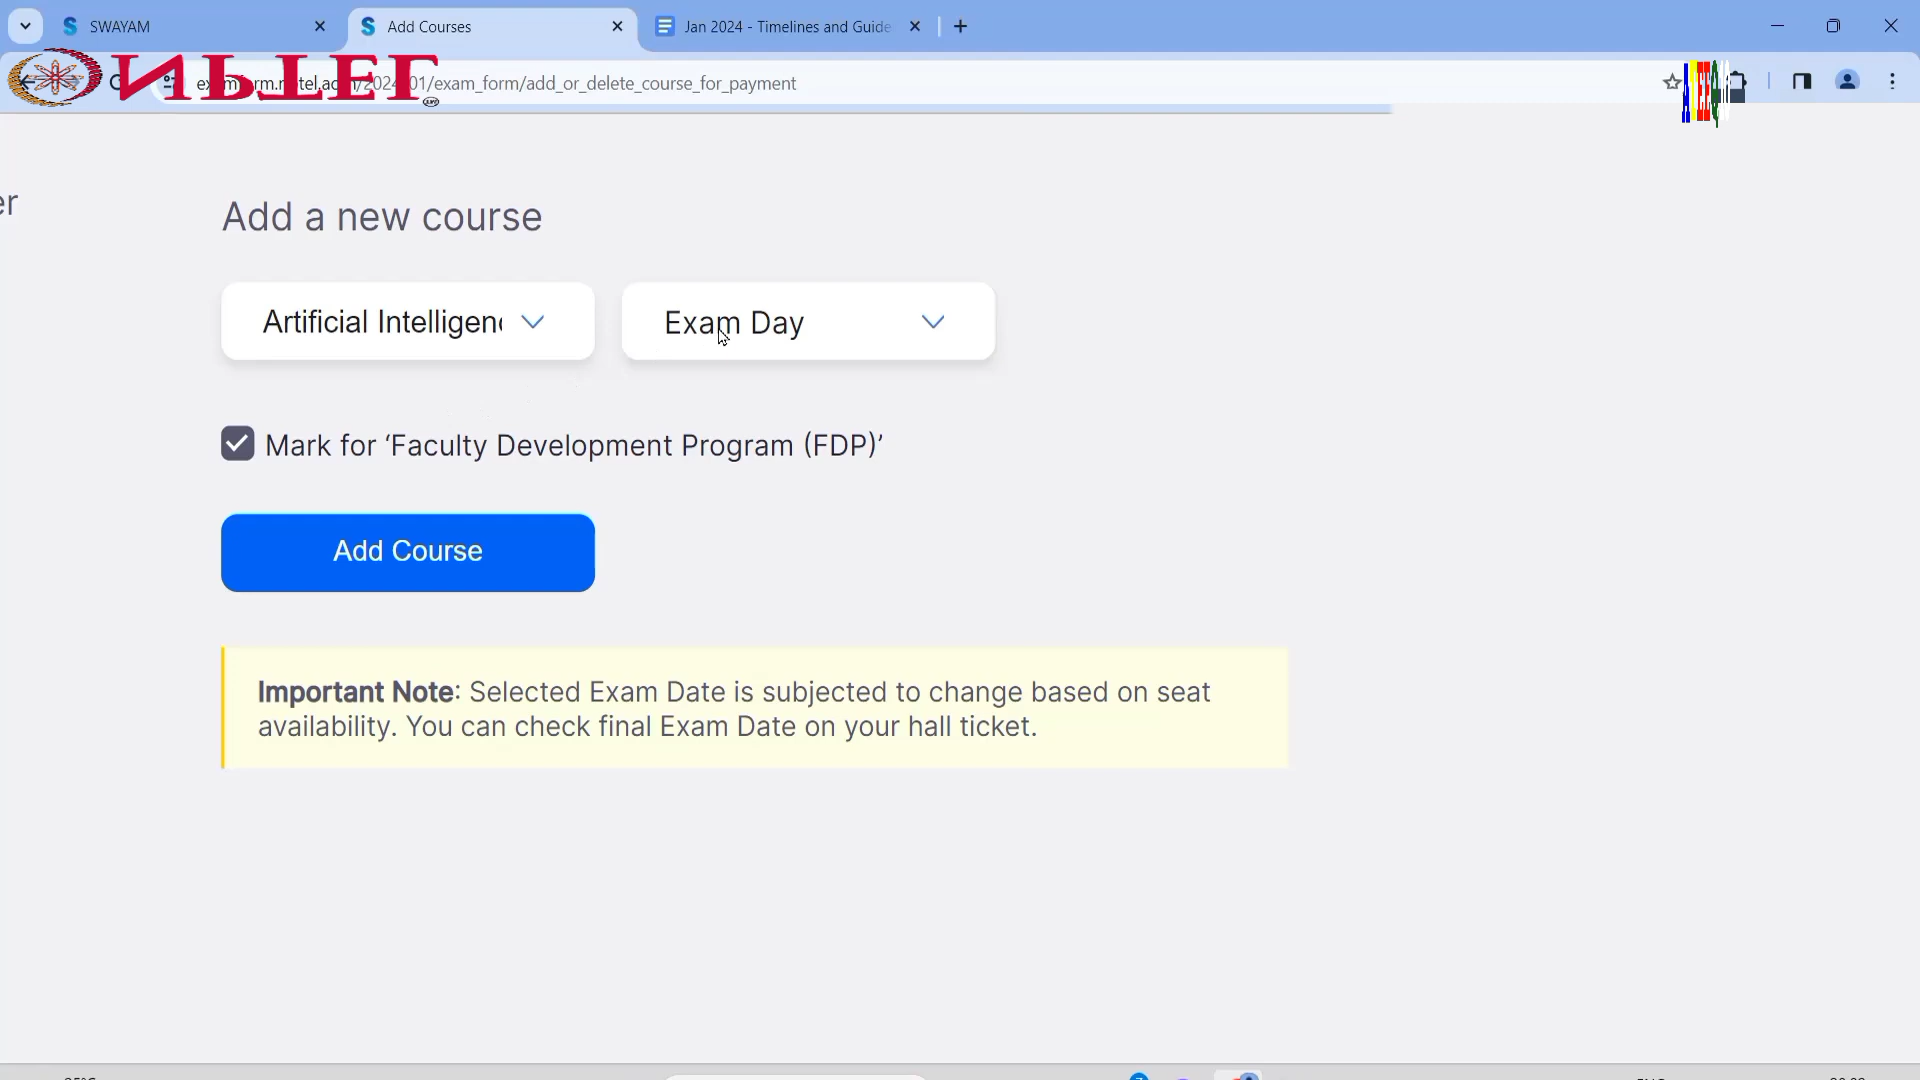 SWAYAM
Add Courses
Jan 2024 - Timelines and Guide
/exam_form/add_or_delete_course_for_payment
er
Add a new course
Artificial Intelligen
Exam Day
Mark for ‘Faculty Development Program (FDP)’
Add Course
Important Note: Selected Exam Date is subjected to change based on seat
availability. You can check final Exam Date on your hall ticket.